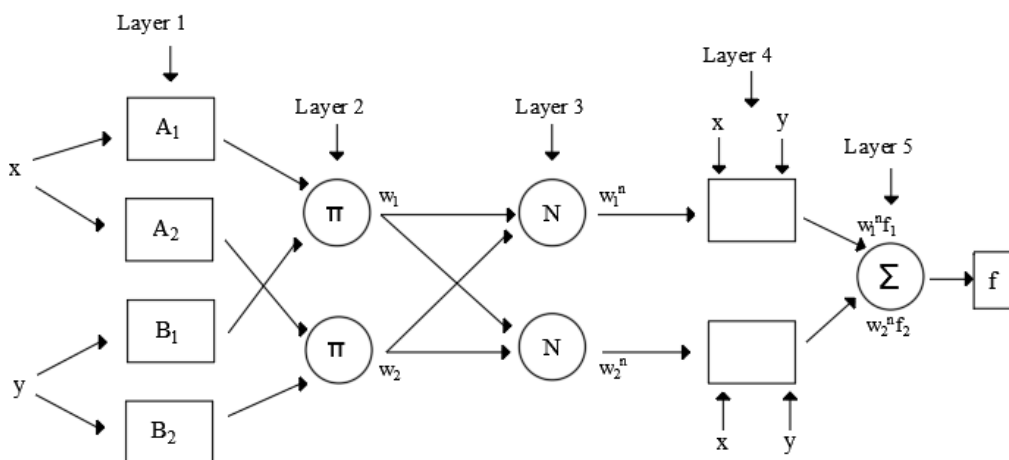 Layer 1
Layer 2
Layer 3
Layer 4
Layer 5
x
y
A₁
A₂
B₁
B₂
π
π
w₁
w₂
N
N
w₁ⁿ
w₂ⁿ
x y
x y
w₁ⁿf₁
Σ
w₂ⁿf₂
f